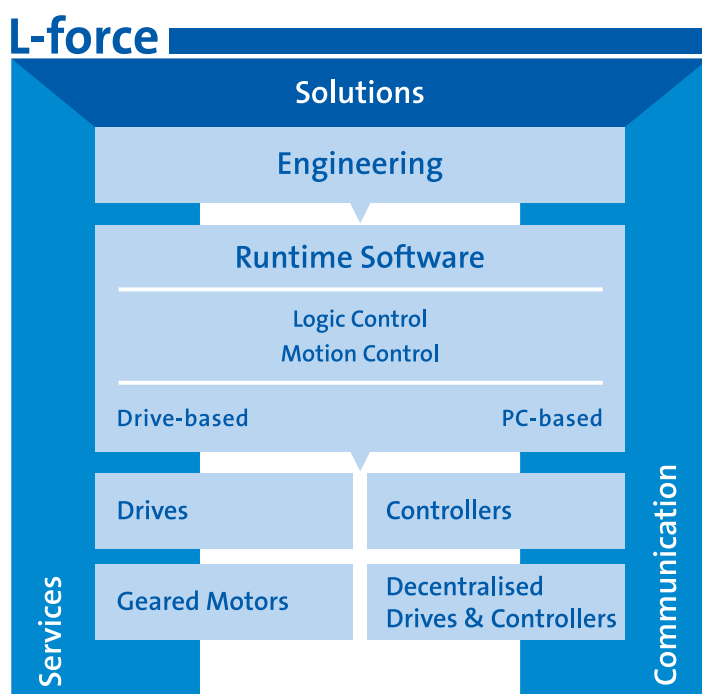 L-force
Solutions
Engineering
Runtime Software
Logic Control
Motion Control
Drive-based
PC-based
Drives
Controllers
Geared Motors
Decentralised
Drives & Controllers
Services
Communication